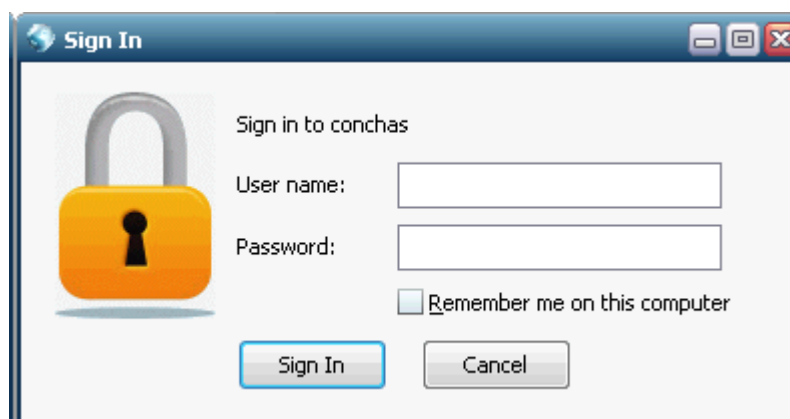 Sign In
Sign in to conchas
User name:
Password:
Remember me on this computer
Sign In Cancel